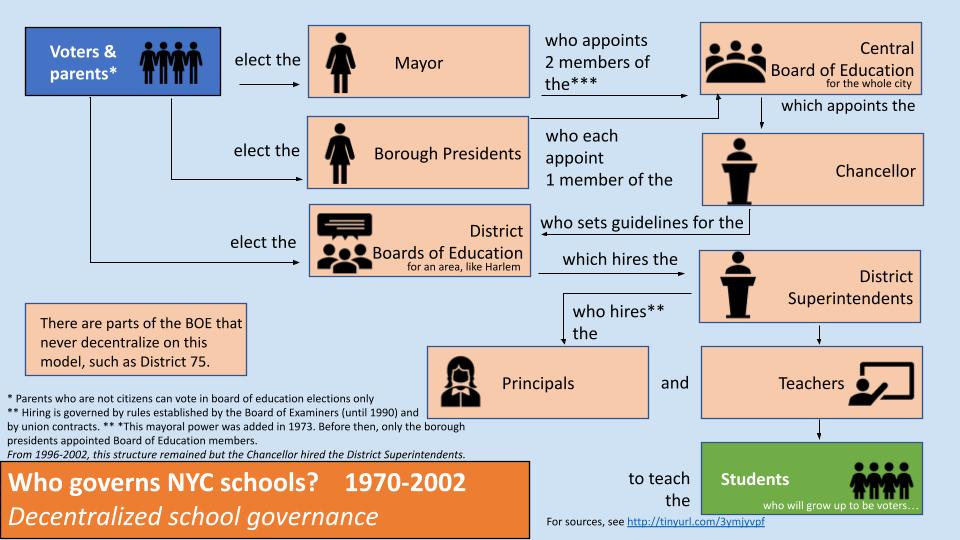 Voters &
parents*
elect the
Mayor
who appoints
2 members of
the***
Central
Board of Education
for the whole city
which appoints the
elect the
Borough Presidents
who each
appoint
1 member of the
Chancellor
who sets guidelines for the
elect the
District
Boards of Education
for an area, like Harlem
which hires the
District
Superintendents
who hires**
the
There are parts of the BOE that
never decentralize on this
model, such as District 75.
Principals
and
Teachers
* Parents who are not citizens can vote in board of education elections only
** Hiring is governed by rules established by the Board of Examiners (until 1990) and
by union contracts. ** *This mayoral power was added in 1973. Before then, only the borough
presidents appointed Board of Education members.
From 1996-2002, this structure remained but the Chancellor hired the District Superintendents.
to teach
the
Students
who will grow up to be voters…
Who governs NYC schools? 1970-2002
Decentralized school governance
For sources, see http://tinyurl.com/3ymjyvpf